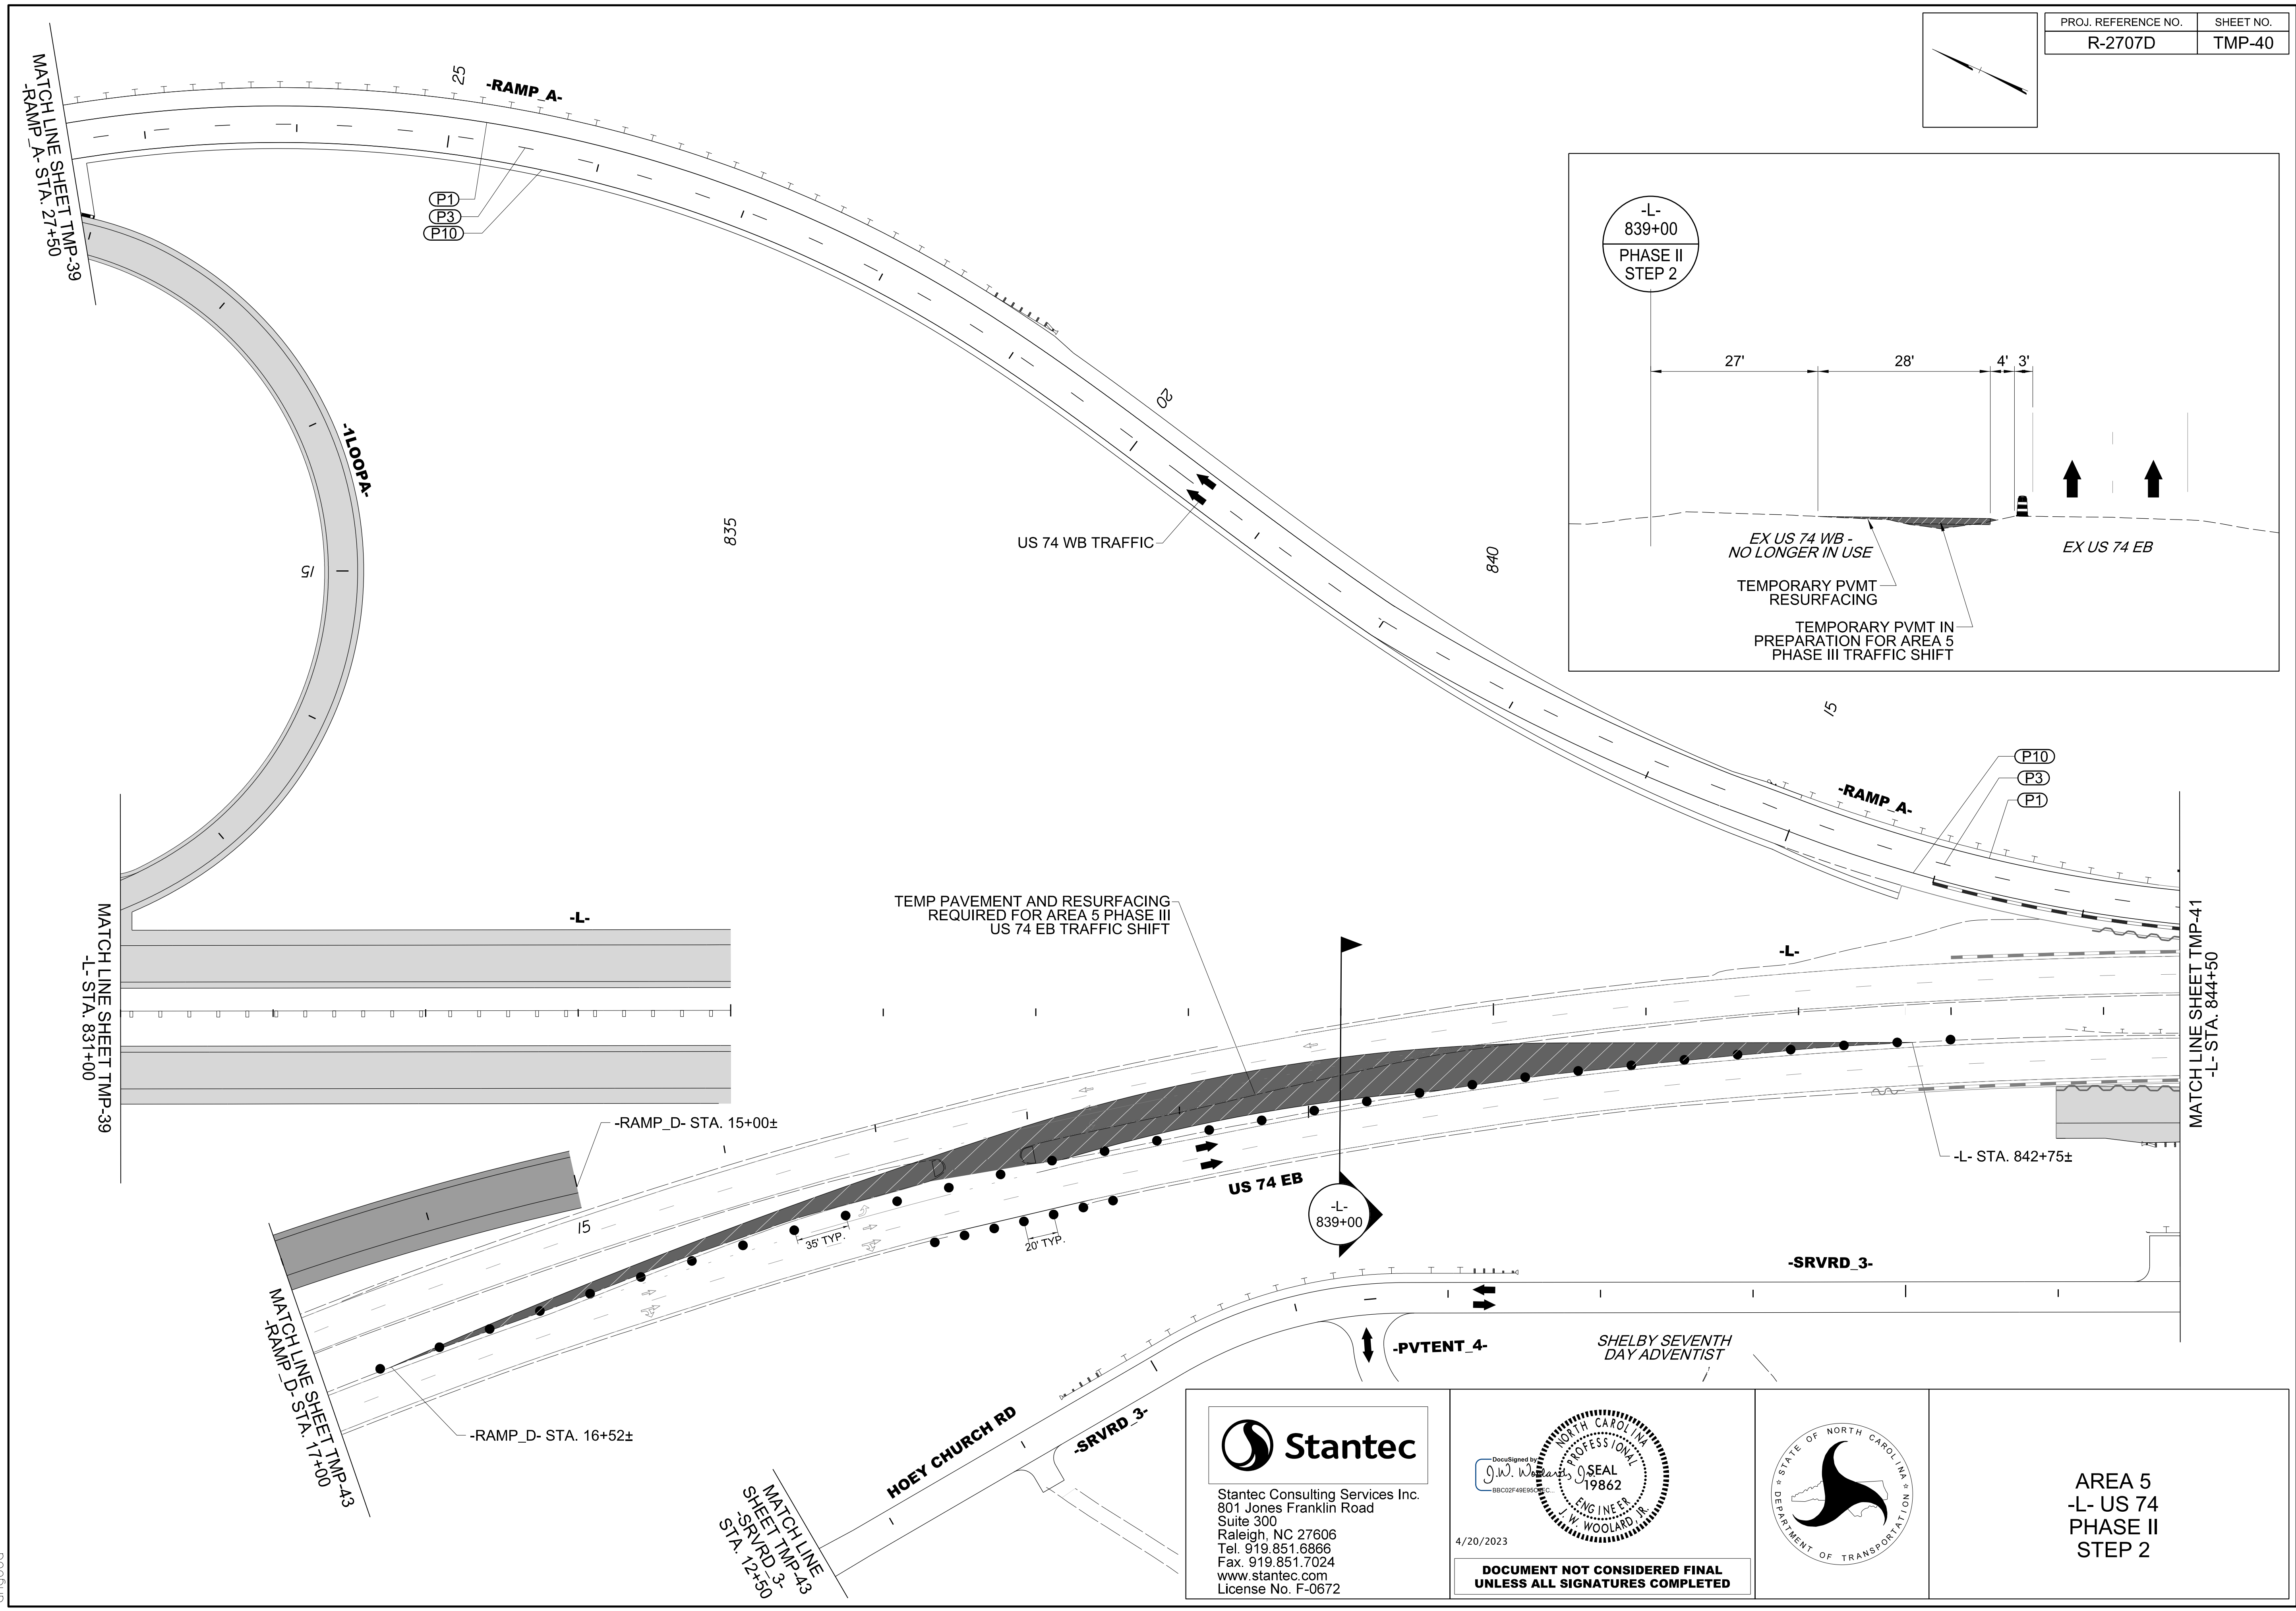 PROJ. REFERENCE NO.
SHEET NO.
R-2707D
TMP-40
MATCH LINE SHEET TMP-39
-RAMP_A- STA. 27+50
25
-RAMP_A-
P1
P3
P10
-1LOOPA-
15
835
20
US 74 WB TRAFFIC
840
-L-
839+00
PHASE II
STEP 2
27'
28'
4'
3'
EX US 74 WB -
NO LONGER IN USE
EX US 74 EB
TEMPORARY PVMT
RESURFACING
TEMPORARY PVMT IN
PREPARATION FOR AREA 5
PHASE III TRAFFIC SHIFT
15
P10
P3
P1
-RAMP_A-
MATCH LINE SHEET TMP-39
-L- STA. 831+00
-L-
TEMP PAVEMENT AND RESURFACING
REQUIRED FOR AREA 5 PHASE III
US 74 EB TRAFFIC SHIFT
-L-
MATCH LINE SHEET TMP-41
-L- STA. 844+50
-RAMP_D- STA. 15+00±
15
35' TYP.
20' TYP.
US 74 EB
-L-
839+00
-L- STA. 842+75±
-SRVRD_3-
MATCH LINE SHEET TMP-43
-RAMP_D- STA. 17+00
-RAMP_D- STA. 16+52±
-PVTENT_4-
SHELBY SEVENTH
DAY ADVENTIST
HOEY CHURCH RD
-SRVRD_3-
MATCH LINE
SHEET TMP-43
-SRVRD_3-
STA. 12+50
Stantec
Stantec Consulting Services Inc.
801 Jones Franklin Road
Suite 300
Raleigh, NC 27606
Tel. 919.851.6866
Fax. 919.851.7024
www.stantec.com
License No. F-0672
DocuSigned by
J.W. Woolard, Jr.
NORTH CAROLINA
PROFESSIONAL
SEAL
19862
ENGINEER
J. W. WOOLARD, JR.
4/20/2023
DOCUMENT NOT CONSIDERED FINAL
UNLESS ALL SIGNATURES COMPLETED
STATE OF NORTH CAROLINA
DEPARTMENT OF TRANSPORTATION
AREA 5
-L- US 74
PHASE II
STEP 2